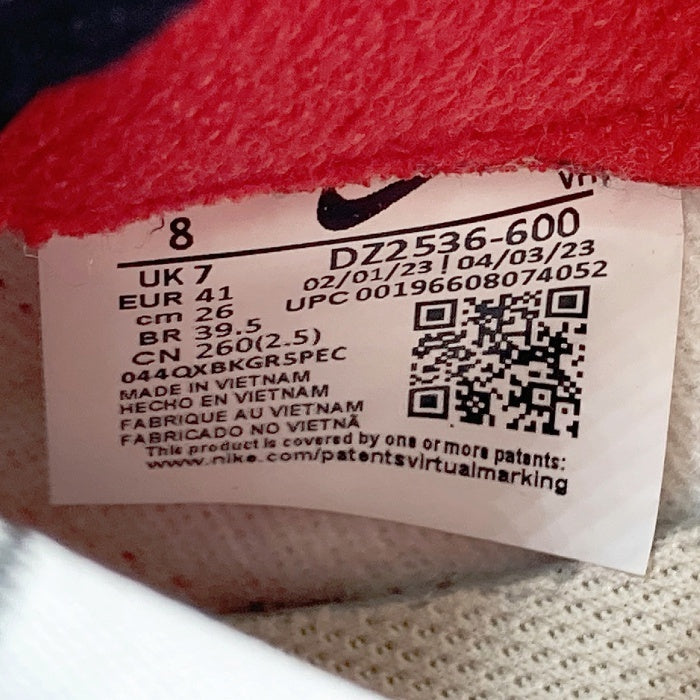 8
UK 7
EUR 41
cm 26
BR 39.5
CN 260(2.5)
044QXBKGR5PEC
DZ2536-600
02/01/23 ! 04/03/23
UPC 00196608074052
MADE IN VIETNAM
HECHO EN VIETNAM
FABRIQUE AU VIETNAM
FABRICADO NO VIETNÃ
This product is covered by one or more patents:
www.nike.com/patentsvirtualmarking